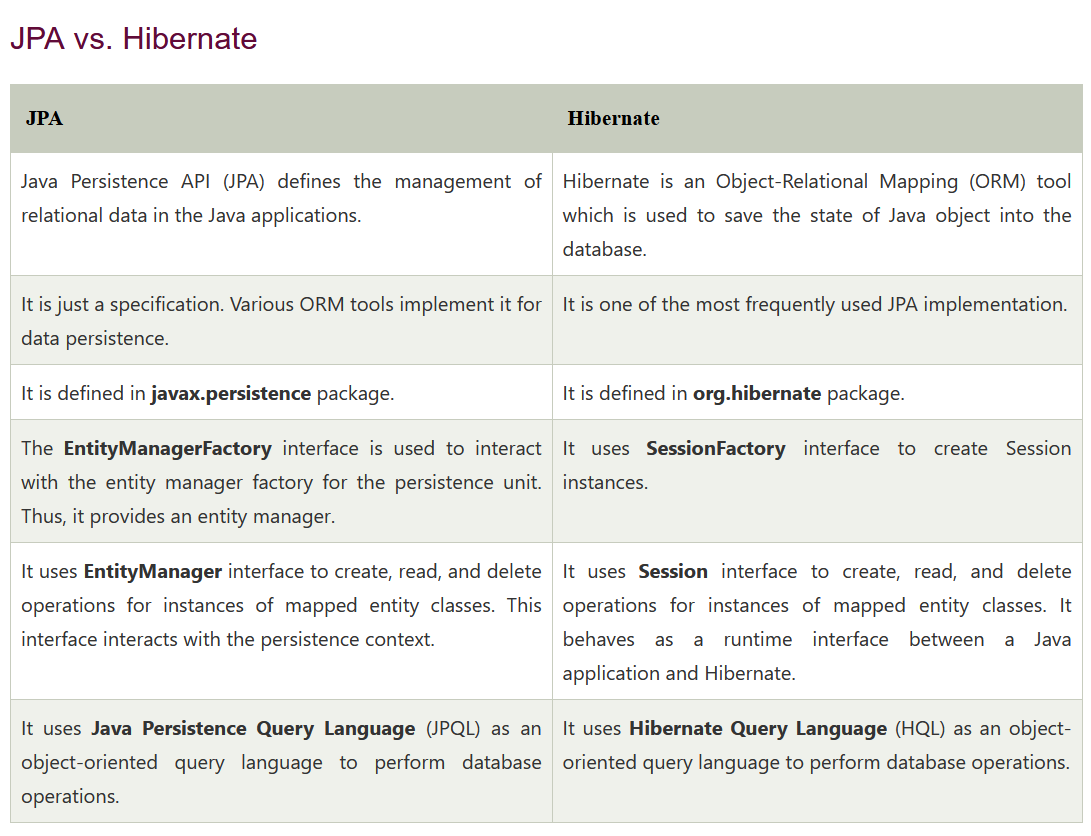 JPA vs. Hibernate
JPA
Hibernate
Java Persistence API (JPA) defines the management of
relational data in the Java applications.
Hibernate is an Object-Relational Mapping (ORM) tool
which is used to save the state of Java object into the
database.
It is just a specification. Various ORM tools implement it for
data persistence.
It is one of the most frequently used JPA implementation.
It is defined in javax.persistence package.
It is defined in org.hibernate package.
The EntityManagerFactory interface is used to interact
with the entity manager factory for the persistence unit.
Thus, it provides an entity manager.
It uses SessionFactory interface to create Session
instances.
It uses EntityManager interface to create, read, and delete
operations for instances of mapped entity classes. This
interface interacts with the persistence context.
It uses Session interface to create, read, and delete
operations for instances of mapped entity classes. It
behaves as a runtime interface between a Java
application and Hibernate.
It uses Java Persistence Query Language (JPQL) as an
object-oriented query language to perform database
operations.
It uses Hibernate Query Language (HQL) as an object-
oriented query language to perform database operations.